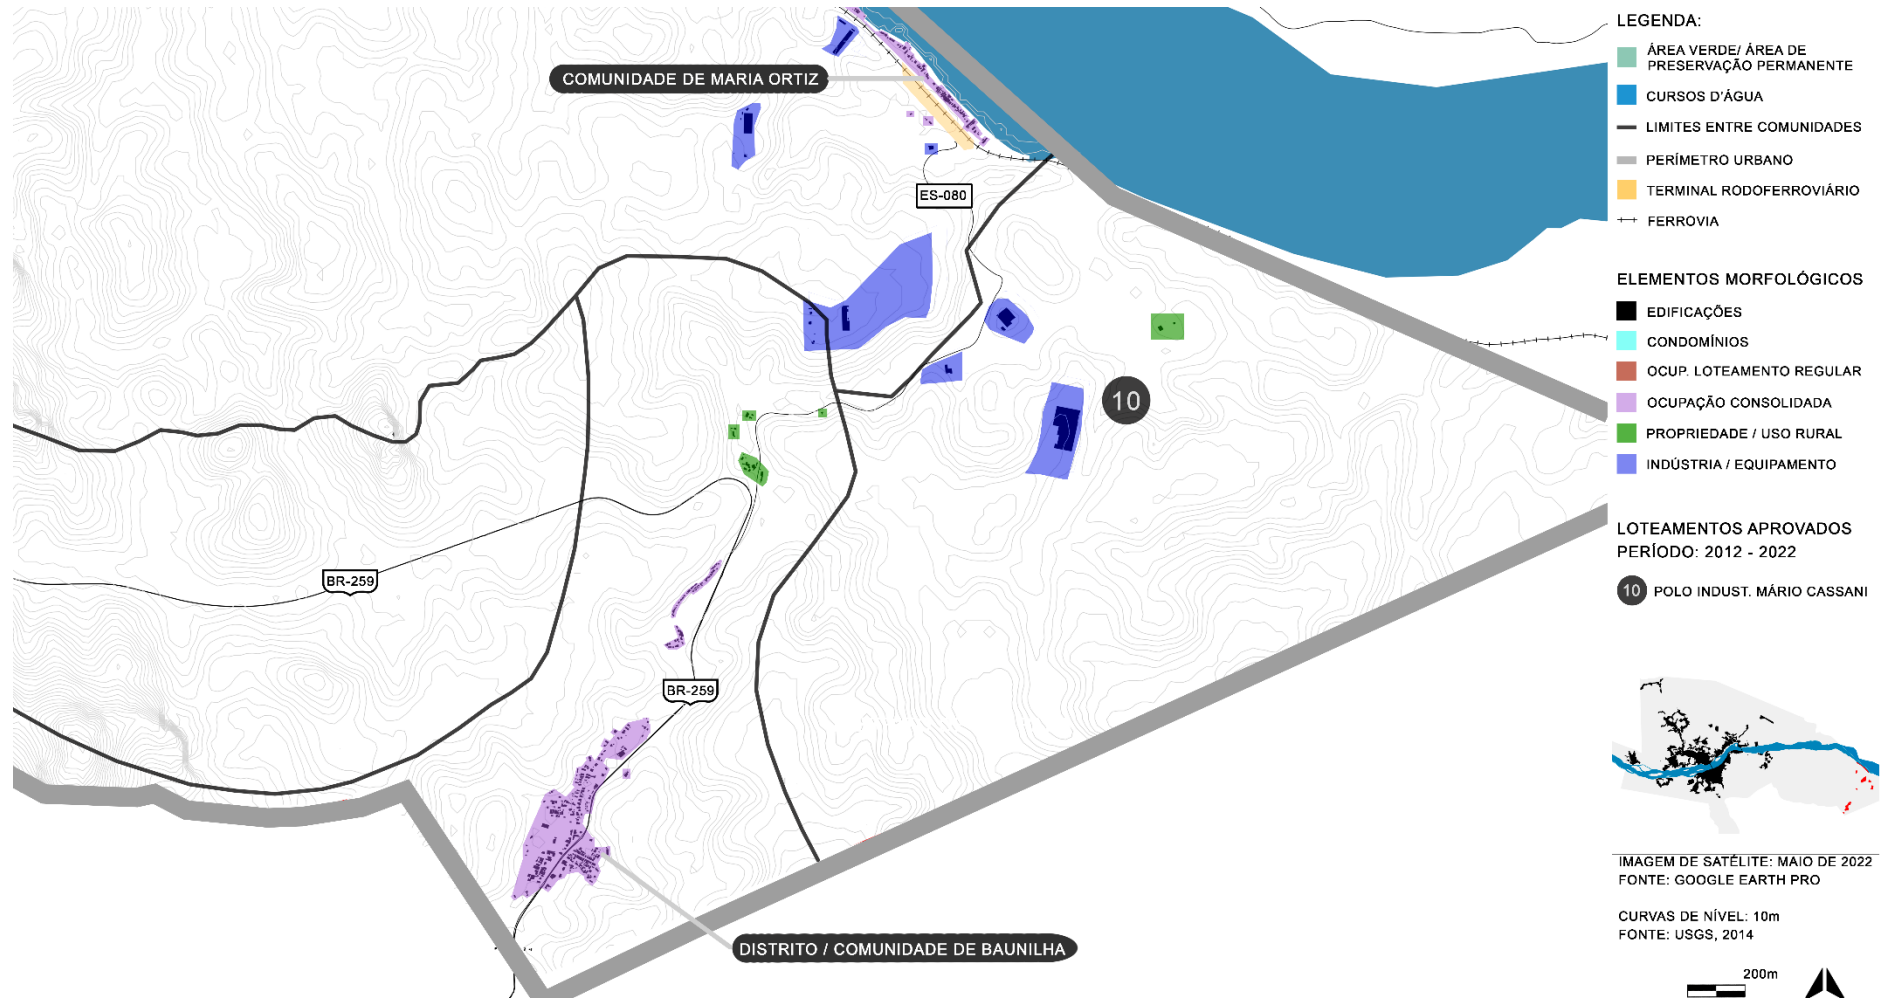 COMUNIDADE DE MARIA ORTIZ
ES-080
10
BR-259
BR-259
DISTRITO / COMUNIDADE DE BAUNILHA
LEGENDA:
ÁREA VERDE/ ÁREA DE
PRESERVAÇÃO PERMANENTE
CURSOS D'ÁGUA
LIMITES ENTRE COMUNIDADES
PERÍMETRO URBANO
TERMINAL RODOFERROVIÁRIO
FERROVIA
ELEMENTOS MORFOLÓGICOS
EDIFICAÇÕES
CONDOMÍNIOS
OCUP. LOTEAMENTO REGULAR
OCUPAÇÃO CONSOLIDADA
PROPRIEDADE / USO RURAL
INDÚSTRIA / EQUIPAMENTO
LOTEAMENTOS APROVADOS
PERÍODO: 2012 - 2022
10 POLO INDUST. MÁRIO CASSANI
IMAGEM DE SATÉLITE: MAIO DE 2022
FONTE: GOOGLE EARTH PRO
CURVAS DE NÍVEL: 10m
FONTE: USGS, 2014
200m